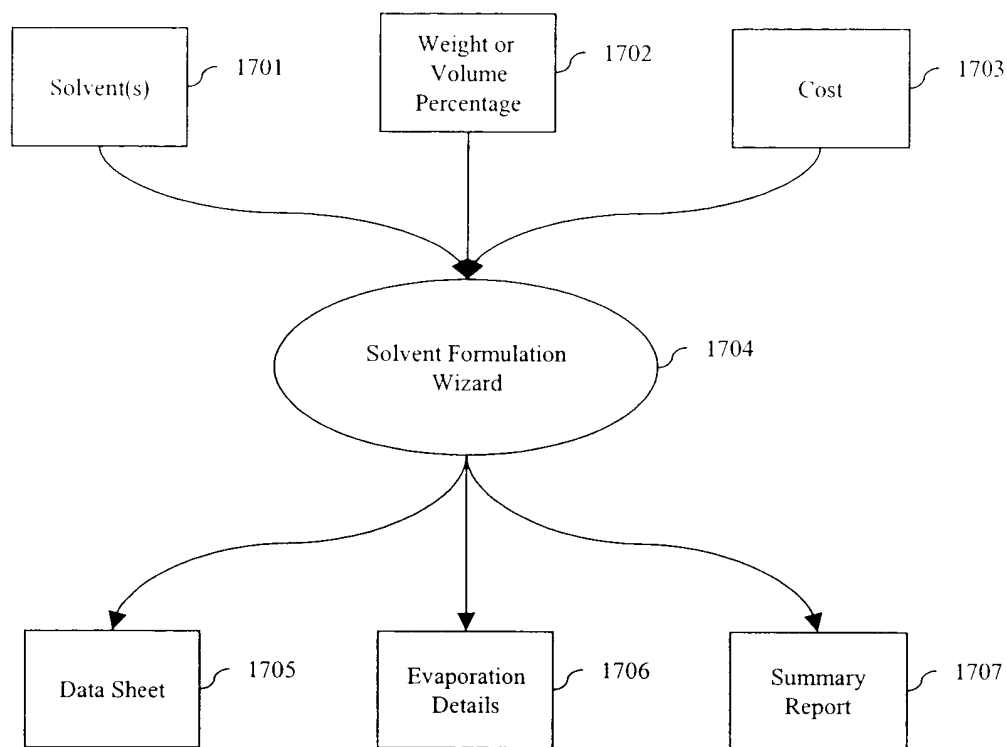 Solvent(s)
1701
Weight or
Volume
Percentage
1702
Cost
1703
Solvent Formulation
Wizard
1704
Data Sheet
1705
Evaporation
Details
1706
Summary
Report
1707